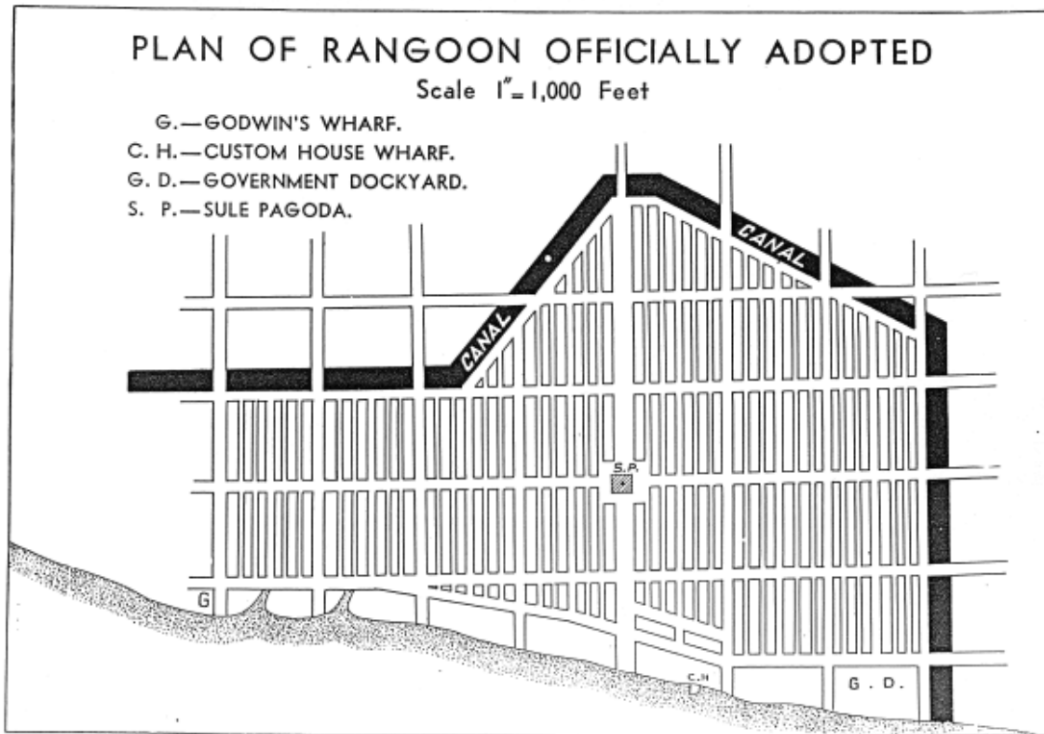 PLAN OF RANGOON OFFICIALLY ADOPTED
Scale 1"=1,000 Feet
G.—GODWIN'S WHARF.
C. H.—CUSTOM HOUSE WHARF.
G. D.—GOVERNMENT DOCKYARD.
S. P.—SULE PAGODA.
CANAL
CANAL
S.P.
G
C.H
G. D.